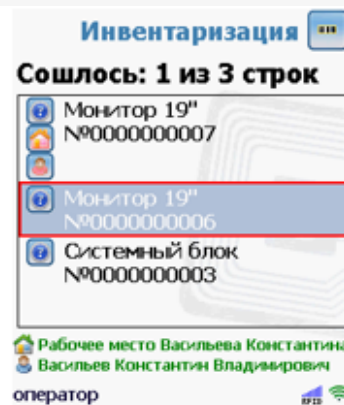 Инвентаризация
Сошлось: 1 из 3 строк
Монитор 19"
№0000000007
Монитор 19"
№0000000006
Системный блок
№0000000003
Рабочее место Васильева Константина
Васильев Константин Владимирович
оператор
RFID